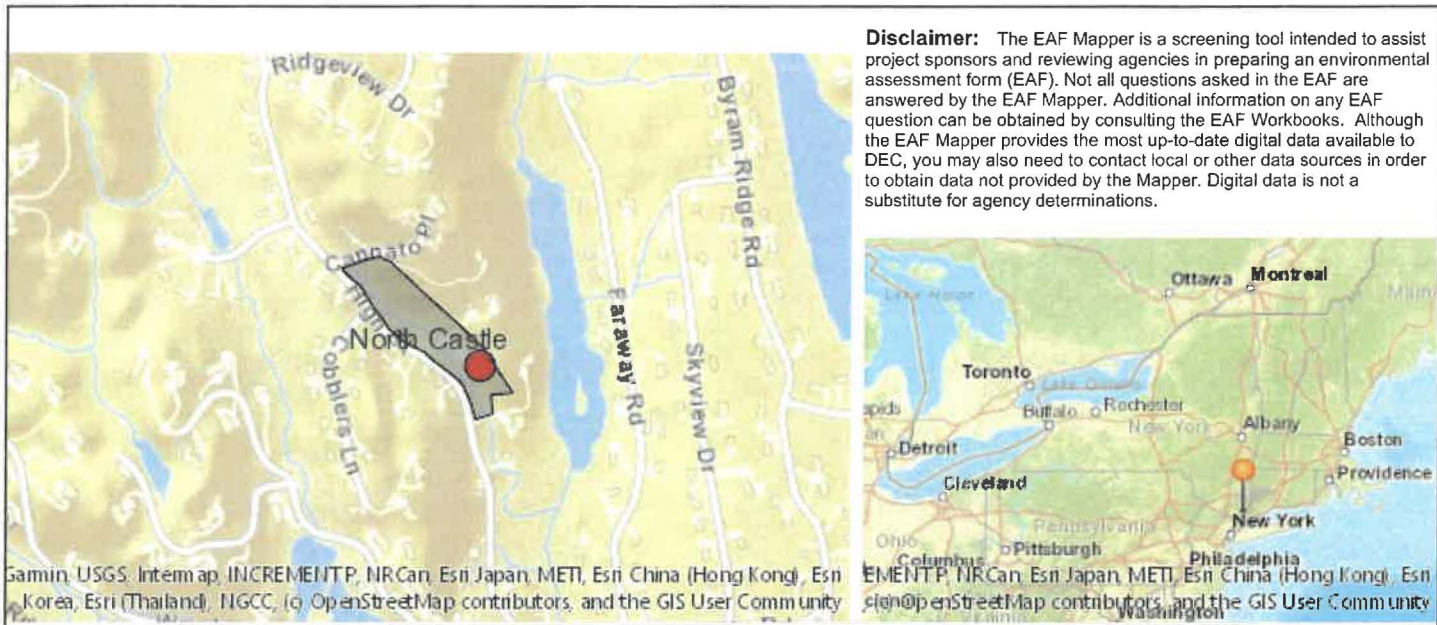 Disclaimer: The EAF Mapper is a screening tool intended to assist
project sponsors and reviewing agencies in preparing an environmental
assessment form (EAF). Not all questions asked in the EAF are
answered by the EAF Mapper. Additional information on any EAF
question can be obtained by consulting the EAF Workbooks. Although
the EAF Mapper provides the most up-to-date digital data available to
DEC, you may also need to contact local or other data sources in order
to obtain data not provided by the Mapper. Digital data is not a
substitute for agency determinations.
Ridgeview Dr
Byram Ridge Rd
Cannato Pl
High
North Castle
Cobblers Ln
Faraway Rd
Skyview Dr
Garmin, USGS, Intermap, INCREMENT P, NRCan, Esri Japan, METI, Esri China (Hong Kong), Esri
Korea, Esri (Thailand), NGCC, (c) OpenStreetMap contributors, and the GIS User Community
Ottawa
Montreal
Toronto
Buffalo
Rochester
New York
Albany
Boston
Detroit
Providence
Cleveland
New York
Pennsylvania
Ohio
Pittsburgh
Philadelphia
Columbus
EMENT P, NRCan, Esri Japan, METI, Esri China (Hong Kong), Esri
OpenStreetMap contributors, and the GIS User Community
Washington